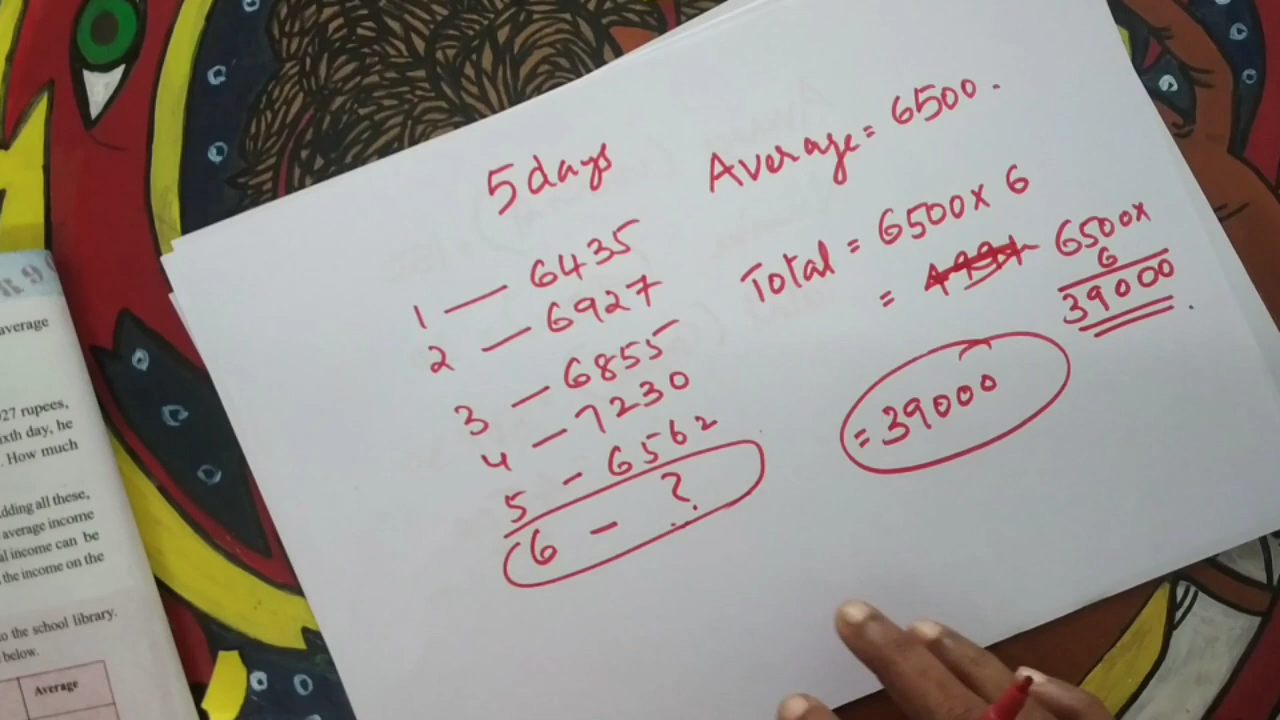 5 days
1 — 6435
2 — 6927
3 — 6855
4 — 7230
5 - 6562
6 - ?
Average = 6500.
Total = 6500 x 6
=
6500x
6
39000
= 39000
average
27 rupees,
ixth day, he
. How much
dding all these,
average income
al income can be
the income on the
o the school library.
below.
Average